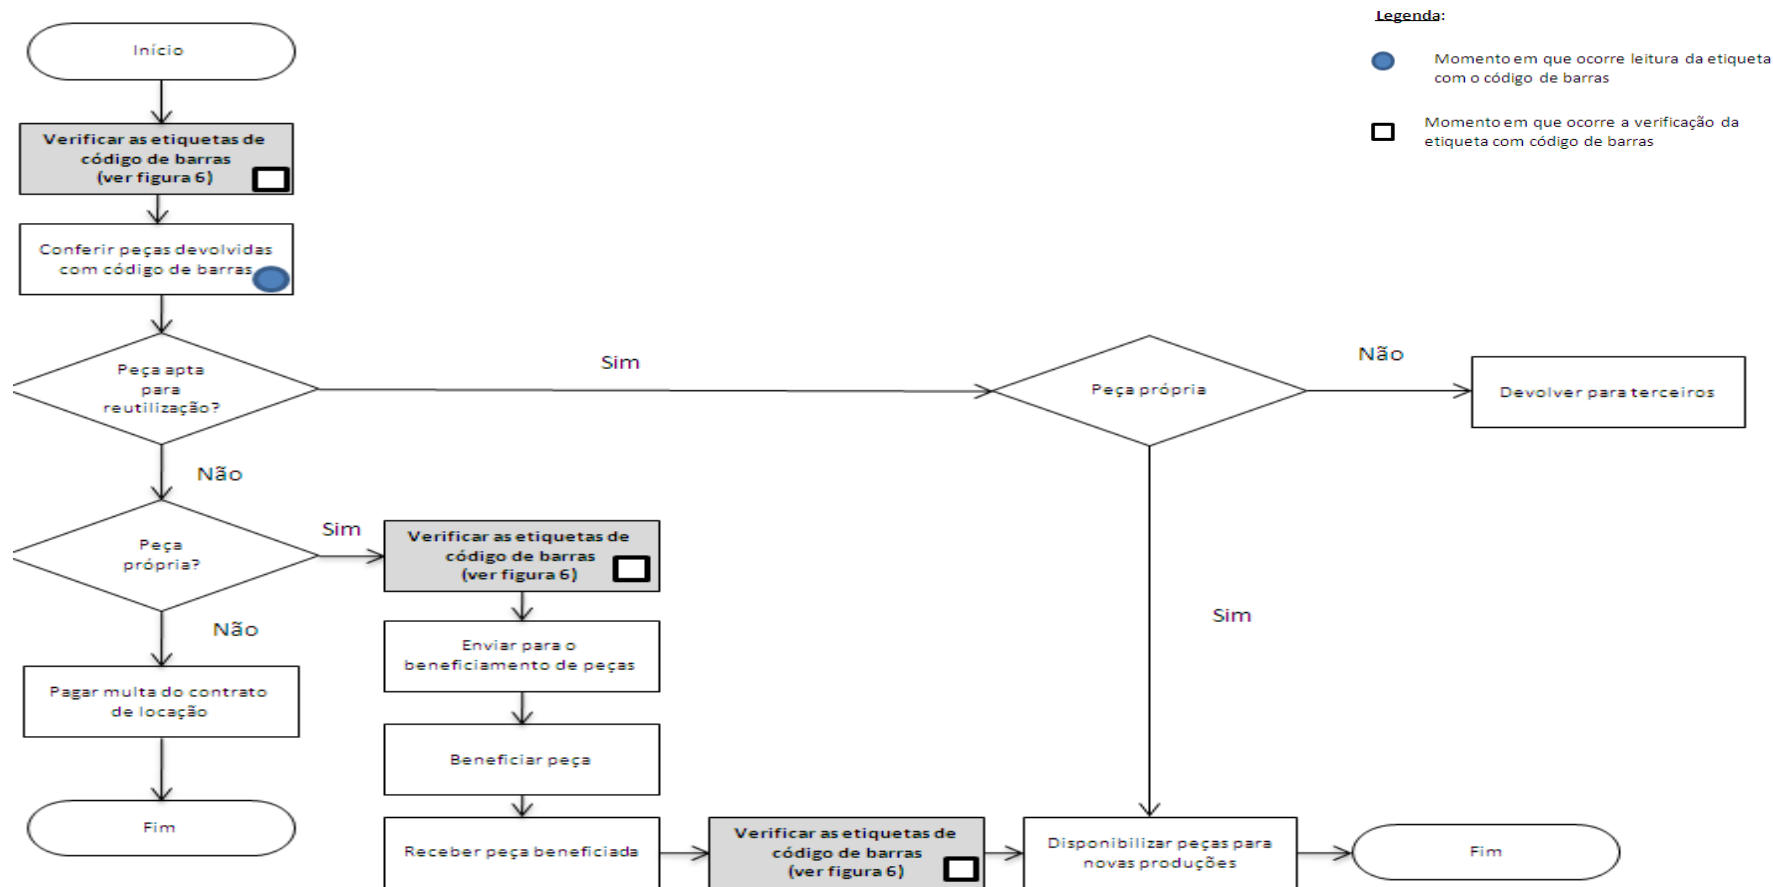 Legenda:
Início
Momento em que ocorre leitura da etiqueta
com o código de barras
Momento em que ocorre a verificação da
etiqueta com código de barras
Verificar as etiquetas de
código de barras
(ver figura 6)
Conferir peças devolvidas
com código de barras
Peça apta
para
reutilização?
Sim
Peça própria
Não
Devolver para terceiros
Não
Peça
própria?
Sim
Verificar as etiquetas de
código de barras
(ver figura 6)
Não
Sim
Enviar para o
beneficiamento de peças
Pagar multa do contrato
de locação
Beneficiar peça
Fim
Receber peça beneficiada
Verificar as etiquetas de
código de barras
(ver figura 6)
Disponibilizar peças para
novas produções
Fim